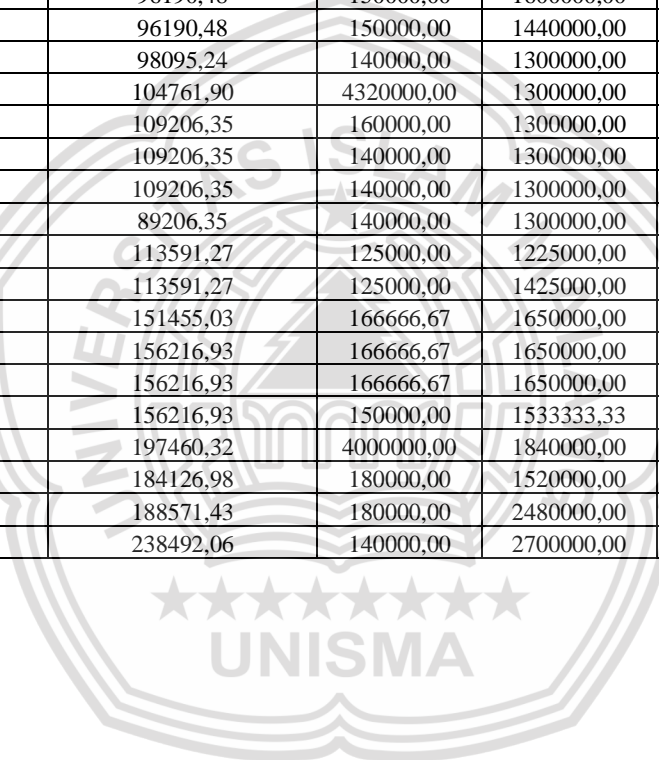 96190,48 150000,00 1440000,00
98095,24 140000,00 1300000,00
104761,90 4320000,00 1300000,00
109206,35 160000,00 1300000,00
109206,35 140000,00 1300000,00
109206,35 140000,00 1300000,00
89206,35 140000,00 1300000,00
113591,27 125000,00 1225000,00
113591,27 125000,00 1425000,00
151455,03 166666,67 1650000,00
156216,93 166666,67 1650000,00
156216,93 166666,67 1650000,00
156216,93 150000,00 1533333,33
197460,32 4000000,00 1840000,00
184126,98 180000,00 1520000,00
188571,43 180000,00 2480000,00
238492,06 140000,00 2700000,00
UNIVERSITAS ISLAM MALANG
UNISMA